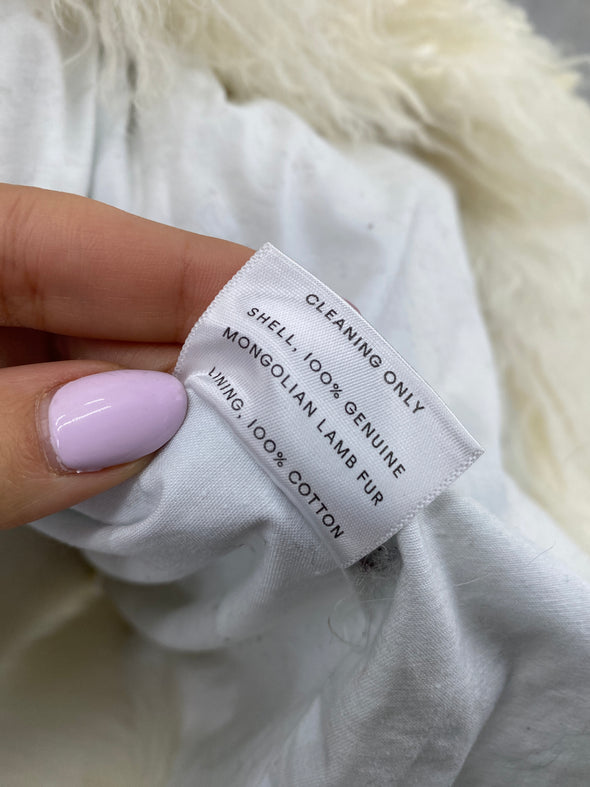 CLEANING ONLY
SHELL, 100% GENUINE
MONGOLIAN LAMB FUR
LINING, 100% COTTON